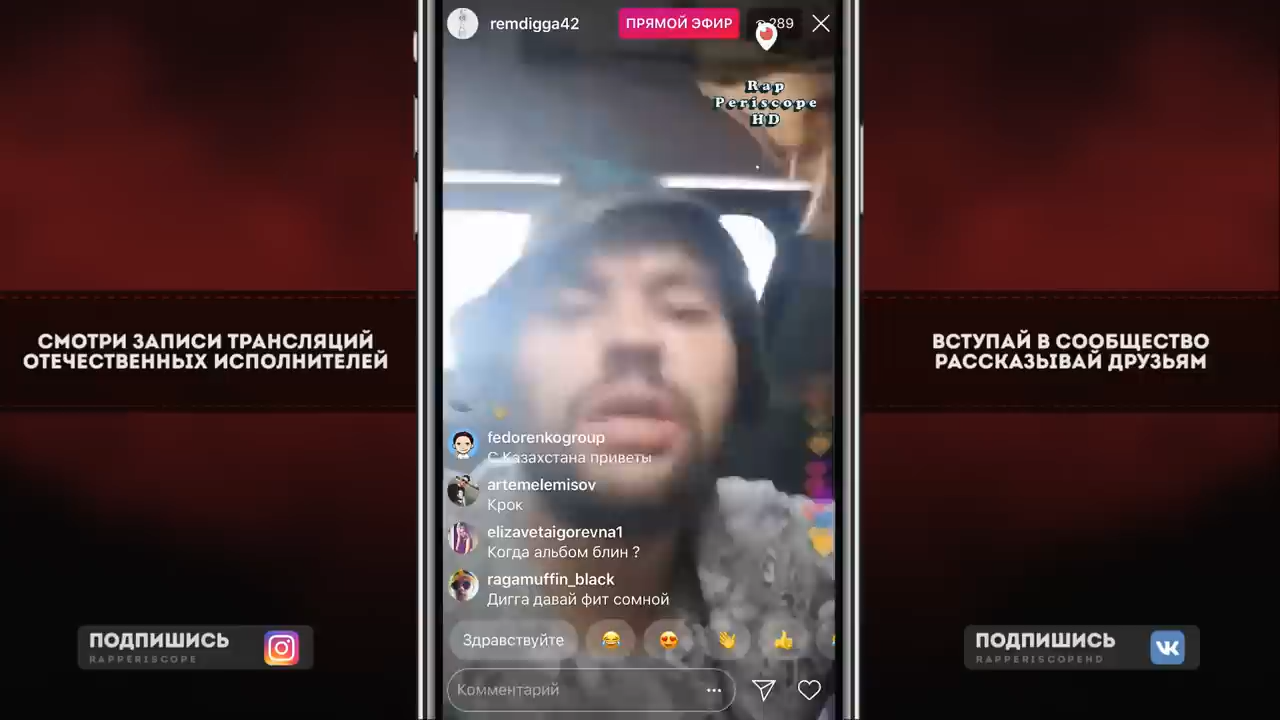 remdigga42
ПРЯМОЙ ЭФИР
289
Rap
Periscope
HD
СМОТРИ ЗАПИСИ ТРАНСЛЯЦИЙ
ОТЕЧЕСТВЕННЫХ ИСПОЛНИТЕЛЕЙ
ВСТУПАЙ В СООБЩЕСТВО
РАССКАЗЫВАЙ ДРУЗЬЯМ
fedorenkogroup
С Казахстана приветы
artemelemisov
Крок
elizavetaigorevna1
Когда альбом блин ?
ragamuffin_black
Дигга давай фит сомной
Здравствуйте
Комментарий
ПОДПИШИСЬ
RAPPERISCOPE
ПОДПИШИСЬ
RAPPERISCOPEHD